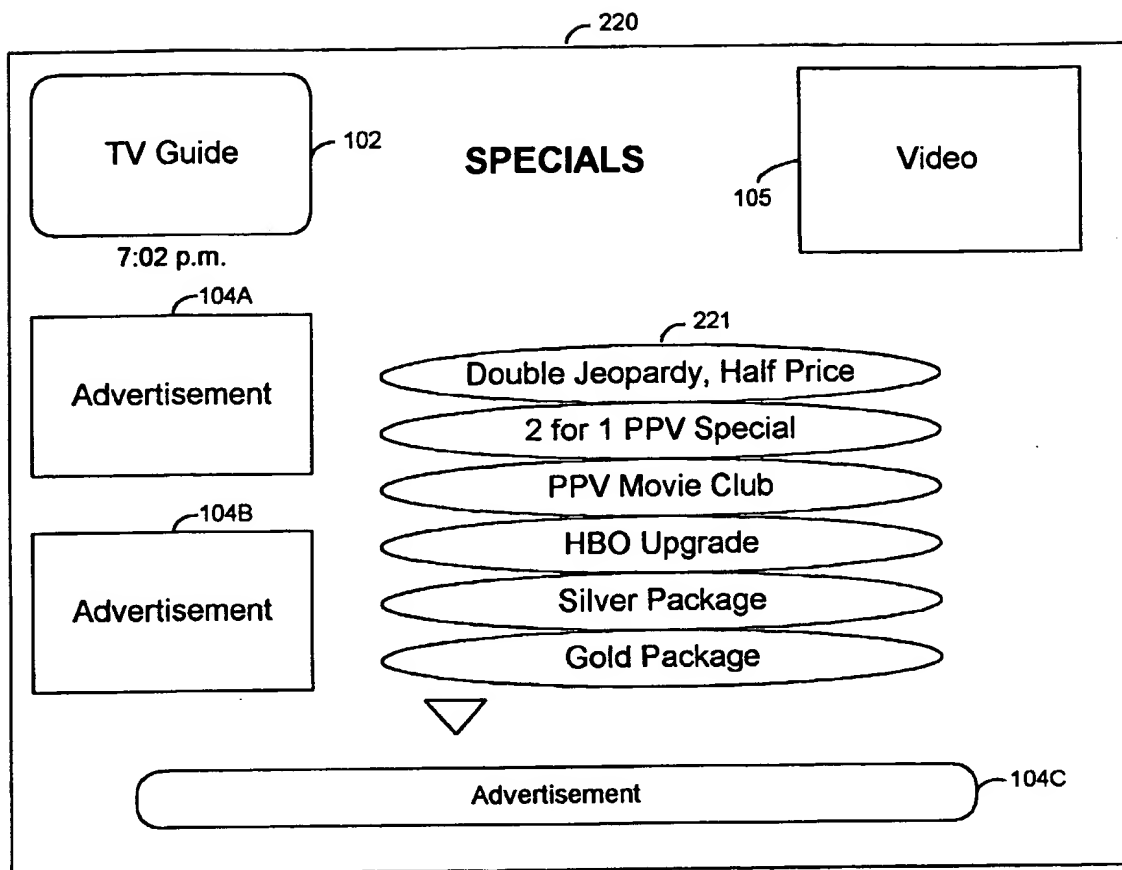 220
TV Guide
102
SPECIALS
Video
105
7:02 p.m.
104A
Advertisement
221
Double Jeopardy, Half Price
2 for 1 PPV Special
PPV Movie Club
HBO Upgrade
Silver Package
Gold Package
104B
Advertisement
Advertisement
104C